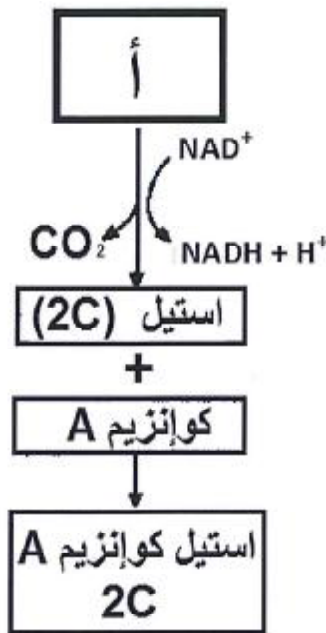 أ
NAD⁺
CO₂
NADH + H⁺
استيل (2C)
+
كوإنزيم A
استيل كوإنزيم A
2C